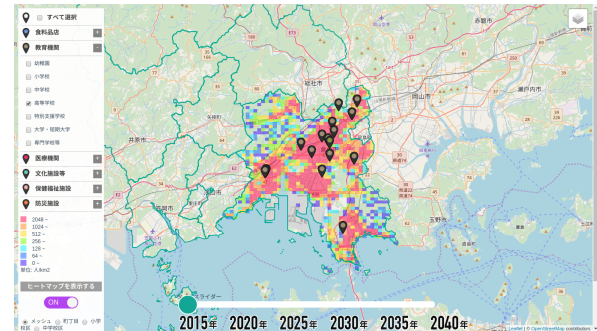 すべて選択
食料品店
教育機関
幼稚園
小学校
中学校
高等学校
特別支援学校
大学・短期大学
専門学校等
医療機関
文化施設等
保健福祉施設
防災施設
2048 ~
1024 ~
512 ~
256 ~
128 ~
64 ~
0 ~
単位: 人/km2
ヒートマップを表示する
ON
メッシュ 町丁目 小学校区 中学校区
スライダー
2015年 2020年 2025年 2030年 2035年 2040年
赤磐市
備前
総社市
岡山市
瀬戸内市
矢掛町
井原市
笠岡市
玉野市
Leaflet | © OpenStreetMap contributors